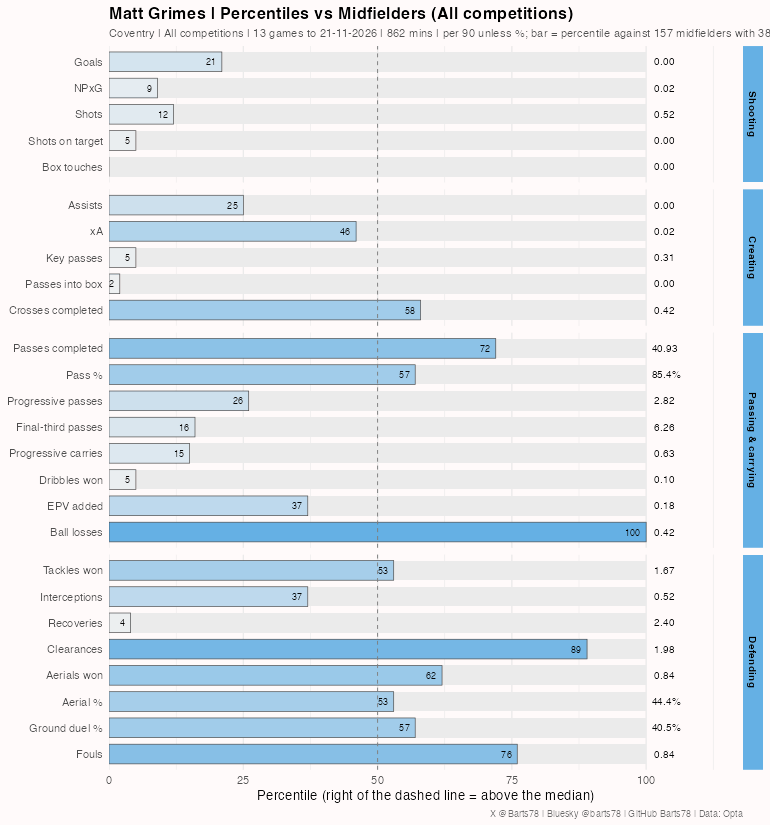 Matt Grimes | Percentiles vs Midfielders (All competitions)
Coventry | All competitions | 13 games to 21-11-2026 | 862 mins | per 90 unless %; bar = percentile against 157 midfielders with 38
Goals 21 0.00
NPxG 9 0.02
Shots 12 0.52
Shots on target 5 0.00
Box touches 0.00
Shooting
Assists 25 0.00
xA 46 0.02
Key passes 5 0.31
Passes into box 2 0.00
Crosses completed 58 0.42
Creating
Passes completed 72 40.93
Pass % 57 85.4%
Progressive passes 26 2.82
Final-third passes 16 6.26
Progressive carries 15 0.63
Dribbles won 5 0.10
EPV added 37 0.18
Ball losses 100 0.42
Passing & carrying
Tackles won 53 1.67
Interceptions 37 0.52
Recoveries 4 2.40
Clearances 89 1.98
Aerials won 62 0.84
Aerial % 53 44.4%
Ground duel % 57 40.5%
Fouls 76 0.84
Defending
0 25 50 75 100
Percentile (right of the dashed line = above the median)
X @Barts78 | Bluesky @barts78 | GitHub Barts78 | Data: Opta